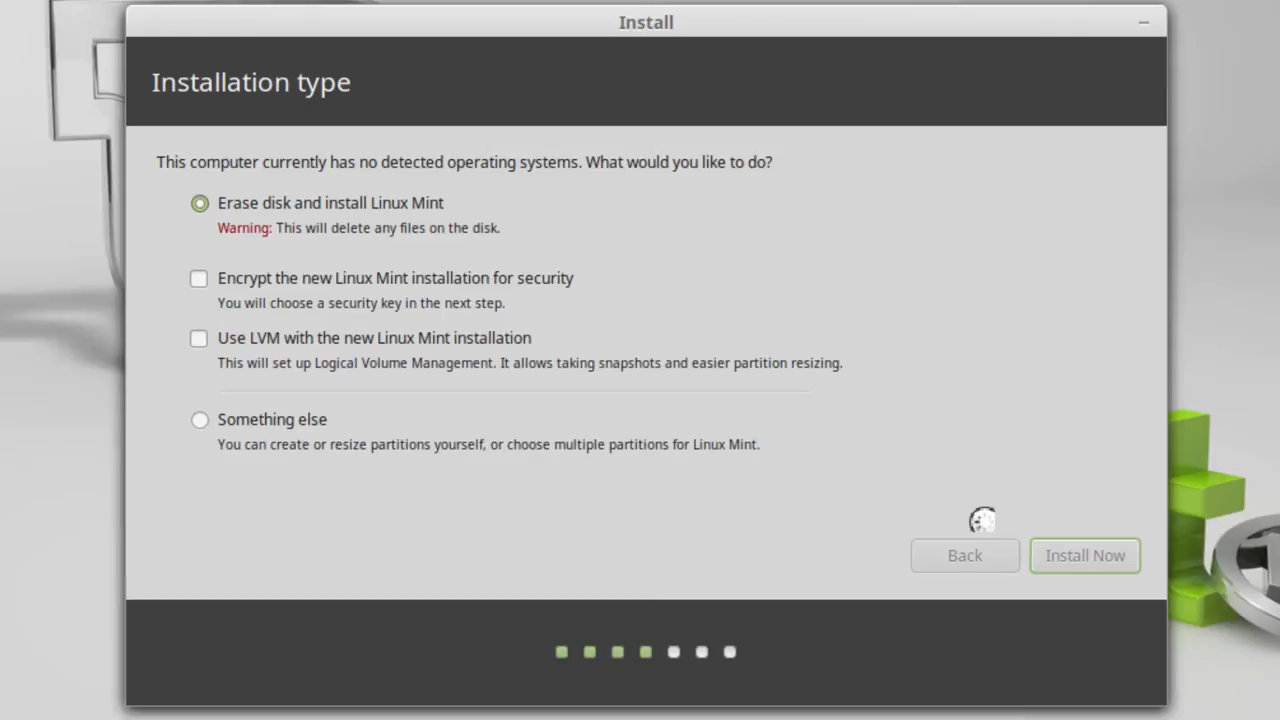 Install
Installation type
This computer currently has no detected operating systems. What would you like to do?
Erase disk and install Linux Mint
Warning: This will delete any files on the disk.
Encrypt the new Linux Mint installation for security
You will choose a security key in the next step.
Use LVM with the new Linux Mint installation
This will set up Logical Volume Management. It allows taking snapshots and easier partition resizing.
Something else
You can create or resize partitions yourself, or choose multiple partitions for Linux Mint.
Back
Install Now